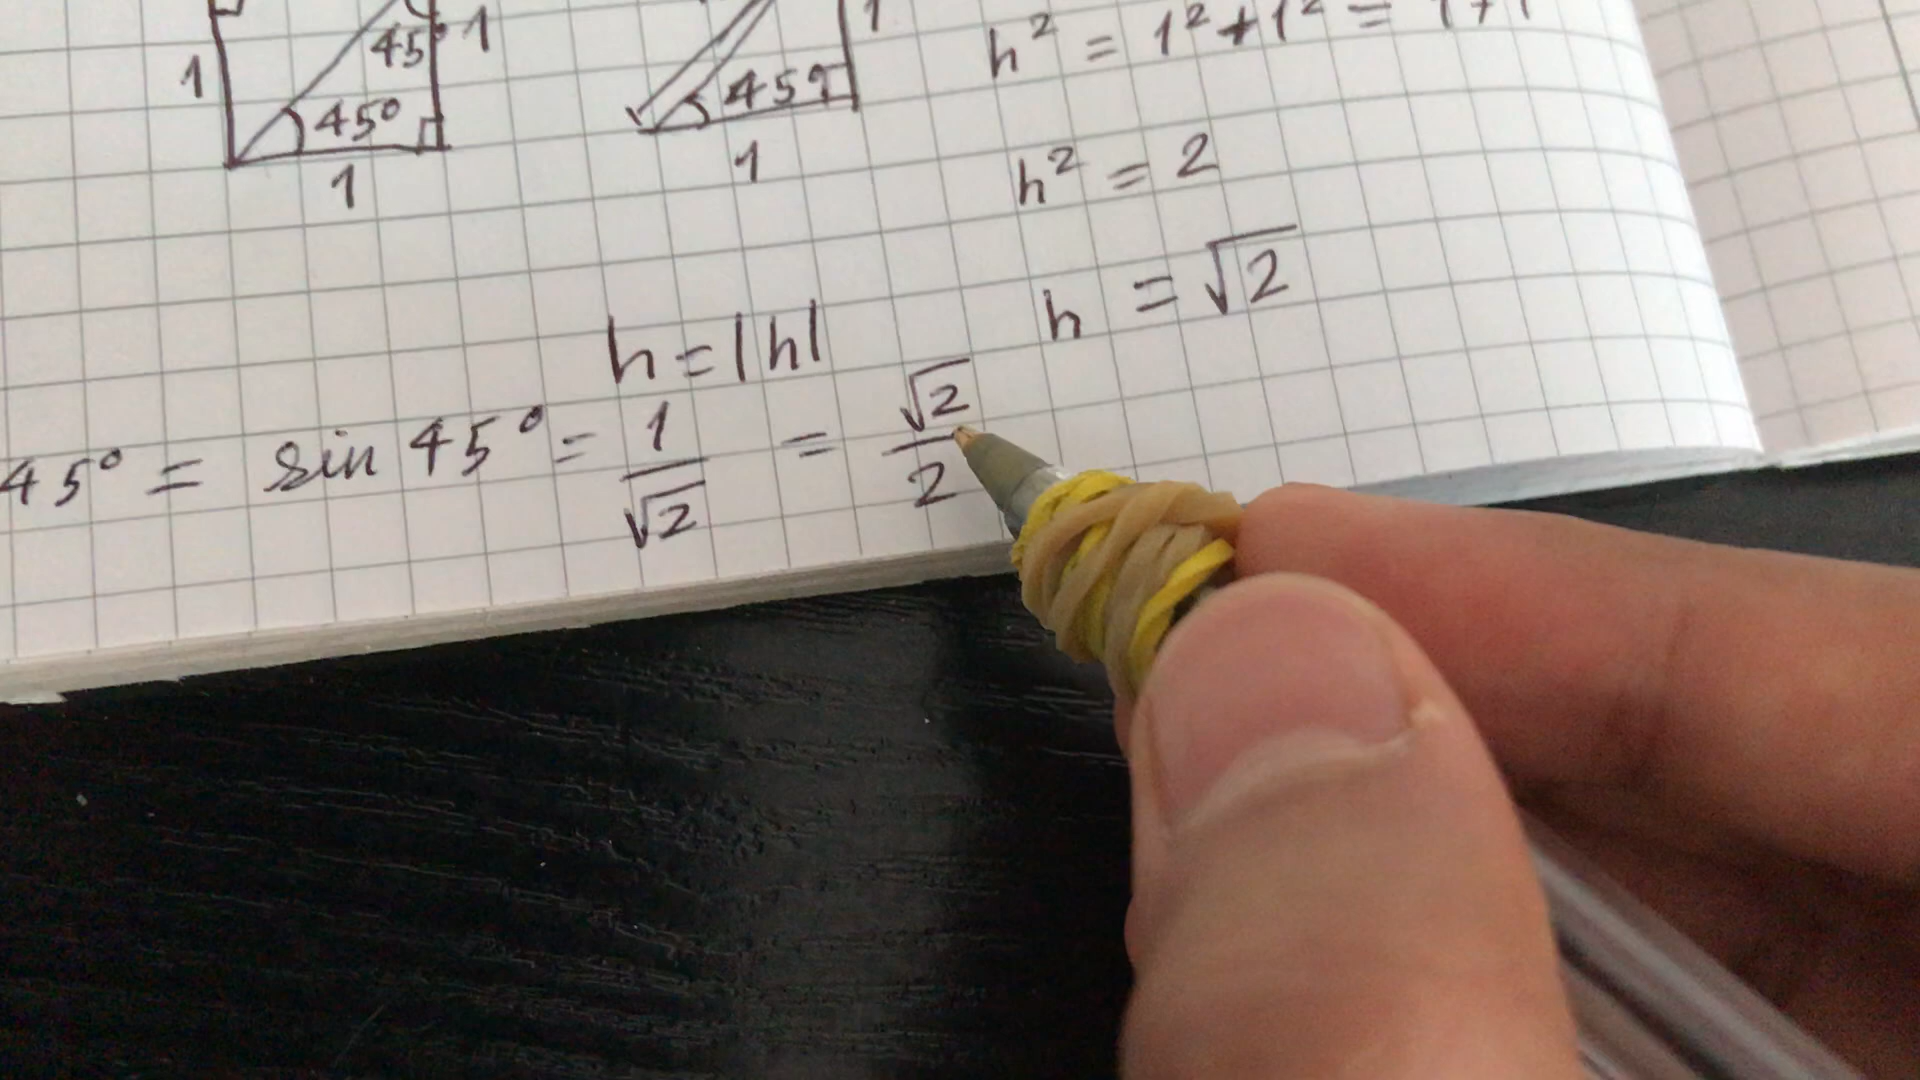 1
45
1
45°
1
45°
1
1
h² = 1² + 1² = 1+1
h² = 2
h = √2
h = |h|
45° = sin 45° = 1/√2 = √2/2